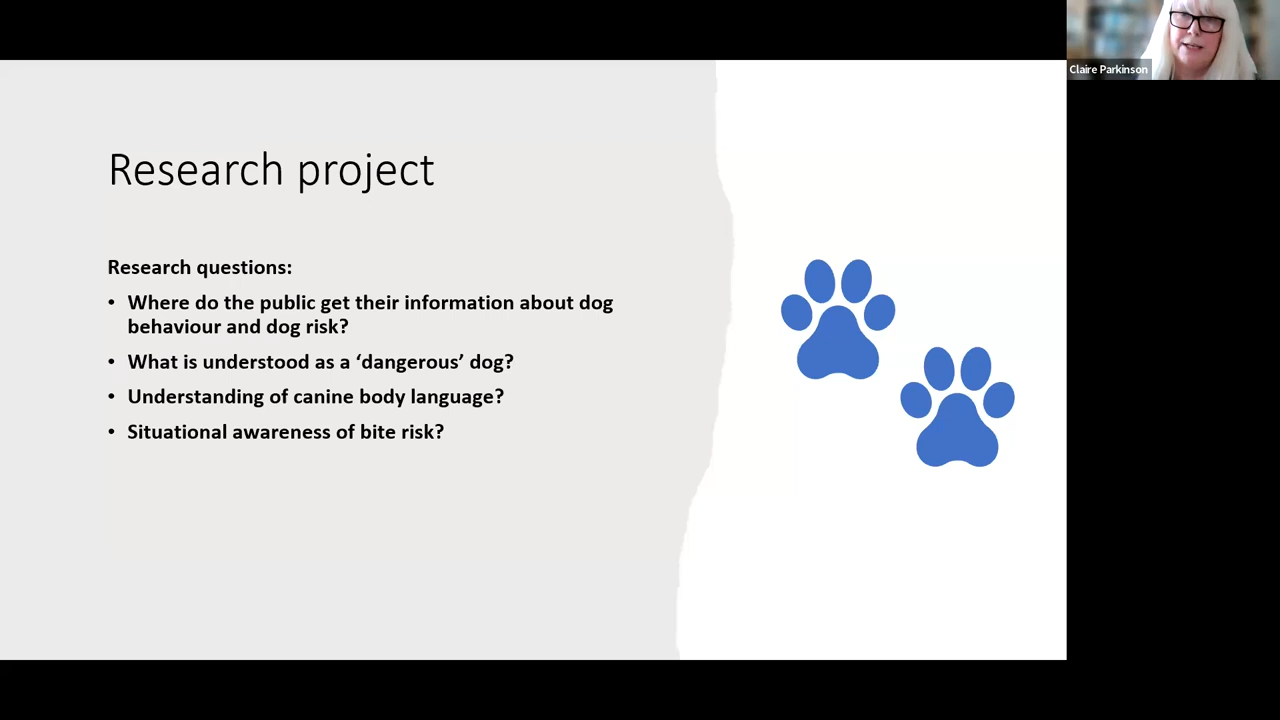 Claire Parkinson
Research project
Research questions:
• Where do the public get their information about dog
behaviour and dog risk?
• What is understood as a ‘dangerous’ dog?
• Understanding of canine body language?
• Situational awareness of bite risk?